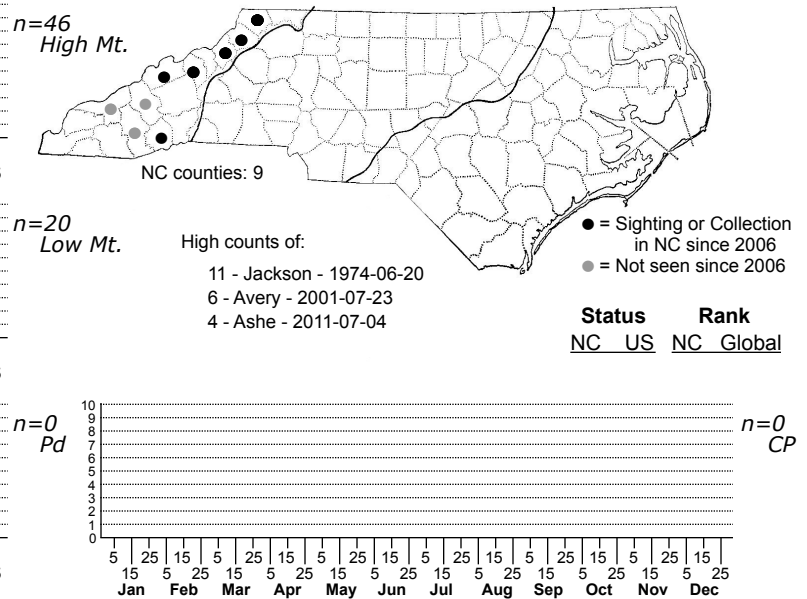 n=46
High Mt.
NC counties: 9
n=20
Low Mt.
High counts of:
11 - Jackson - 1974-06-20
6 - Avery - 2001-07-23
4 - Ashe - 2011-07-04
= Sighting or Collection
in NC since 2006
= Not seen since 2006
Status Rank
NC US NC Global
n=0
Pd
10
9
8
7
6
5
4
3
2
1
0
n=0
CP
5 25 15 5 25 15 5 25 15 5 25 15 5 25 15 5 25 15
15 5 25 15 5 25 15 5 25 15 5 25 15 5 25 15 5 25
Jan Feb Mar Apr May Jun Jul Aug Sep Oct Nov Dec